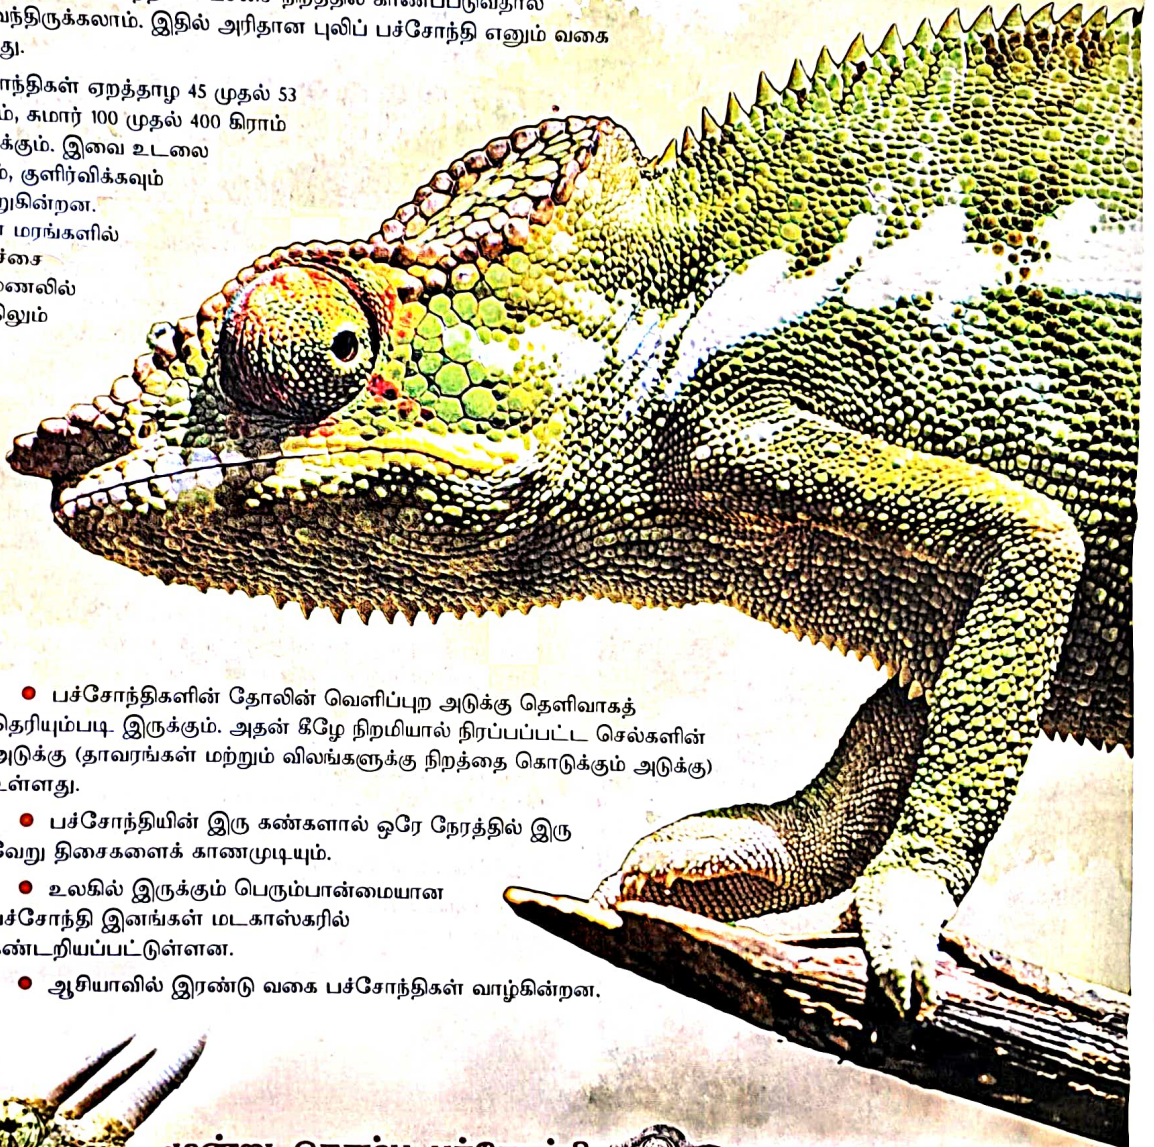 எனும் வகை
வந்திருக்கலாம். இதில் அரிதான புலிப் பச்சோந்தி எனும் வகை
ஏறத்தாழ 45 முதல் 53
சுமார் 100 முதல் 400 கிராம்
இவை உடலை
குளிர்விக்கவும்
மரங்களில்
● பச்சோந்திகளின் தோலின் வெளிப்புற அடுக்கு தெளிவாகத்
தெரியும்படி இருக்கும். அதன் கீழே நிறமியால் நிரப்பப்பட்ட செல்களின்
அடுக்கு (தாவரங்கள் மற்றும் விலங்களுக்கு நிறத்தை கொடுக்கும் அடுக்கு)
உள்ளது.
● பச்சோந்தியின் இரு கண்களால் ஒரே நேரத்தில் இரு
வேறு திசைகளைக் காணமுடியும்.
● உலகில் இருக்கும் பெரும்பான்மையான
பச்சோந்தி இனங்கள் மடகாஸ்கரில்
கண்டறியப்பட்டுள்ளன.
● ஆசியாவில் இரண்டு வகை பச்சோந்திகள் வாழ்கின்றன.